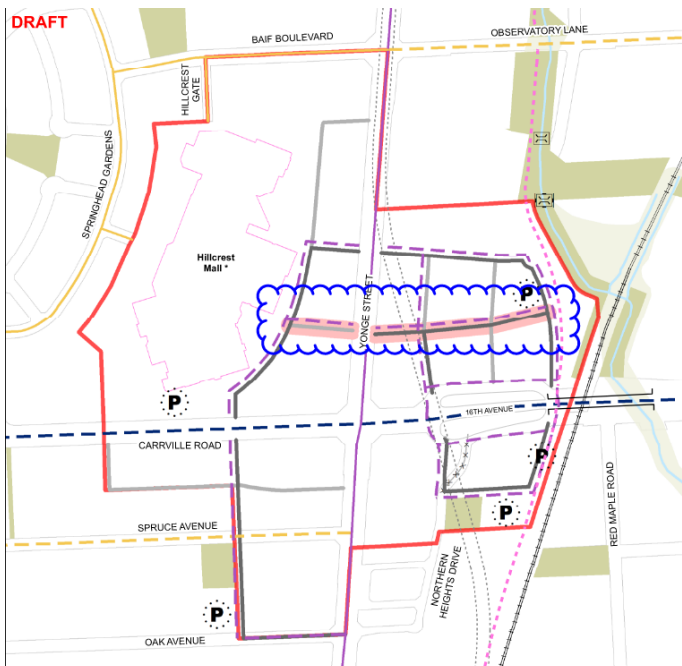 DRAFT
BAIF BOULEVARD
OBSERVATORY LANE
HILLCREST
GATE
SPRINGHEAD GARDENS
Hillcrest
Mall *
YONGE STREET
P
P
16TH AVENUE
CARRVILLE ROAD
P
RED MAPLE ROAD
P
SPRUCE AVENUE
NORTHERN
HEIGHTS DRIVE
P
OAK AVENUE